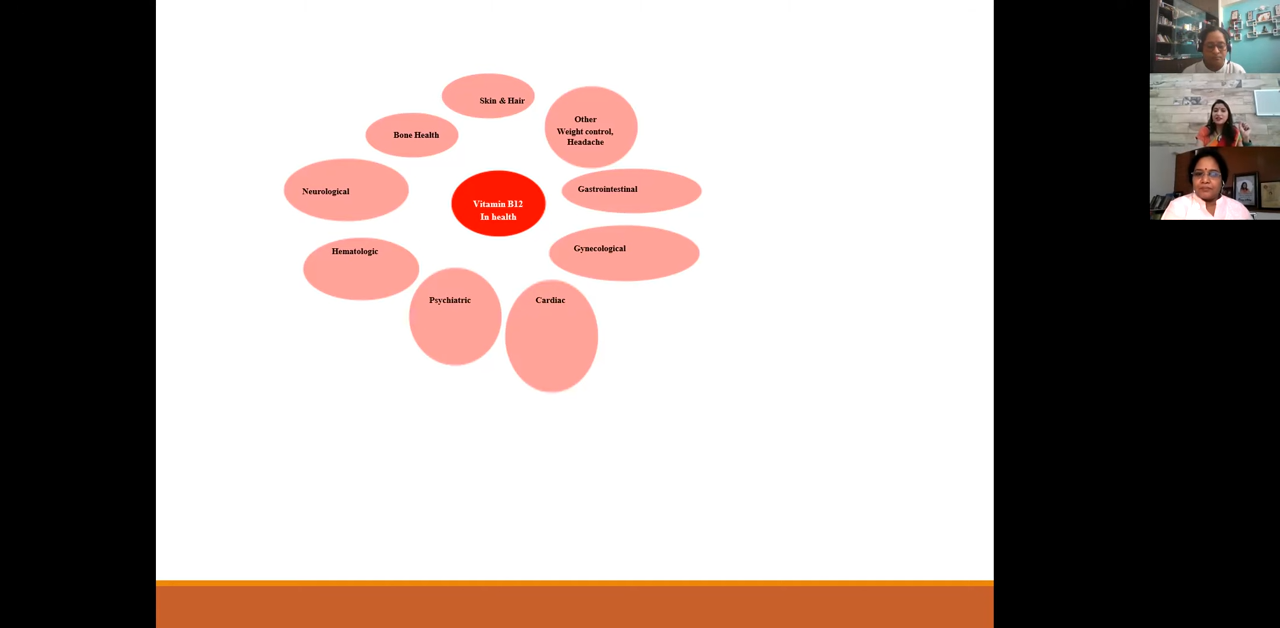 Skin & Hair
Other
Weight control,
Headache
Bone Health
Gastrointestinal
Neurological
Vitamin B12
In health
Gynecological
Hematologic
Psychiatric
Cardiac